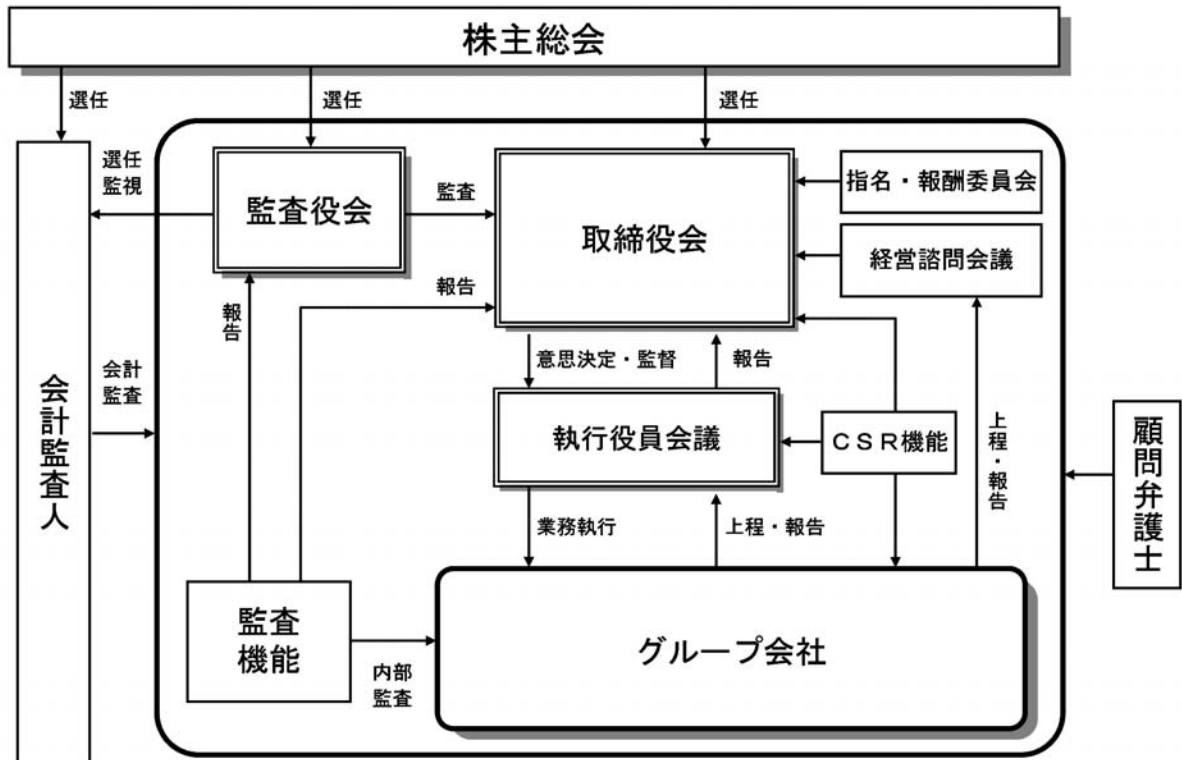 株主総会
選任
選任
選任
選任
監視
監査役会
監査
取締役会
指名・報酬委員会
経営諮問会議
報告
報告
意思決定・監督
報告
会計監査人
会計
監査
執行役員会議
CSR機能
上程・報告
顧問弁護士
業務執行
上程・報告
監査
機能
内部
監査
グループ会社